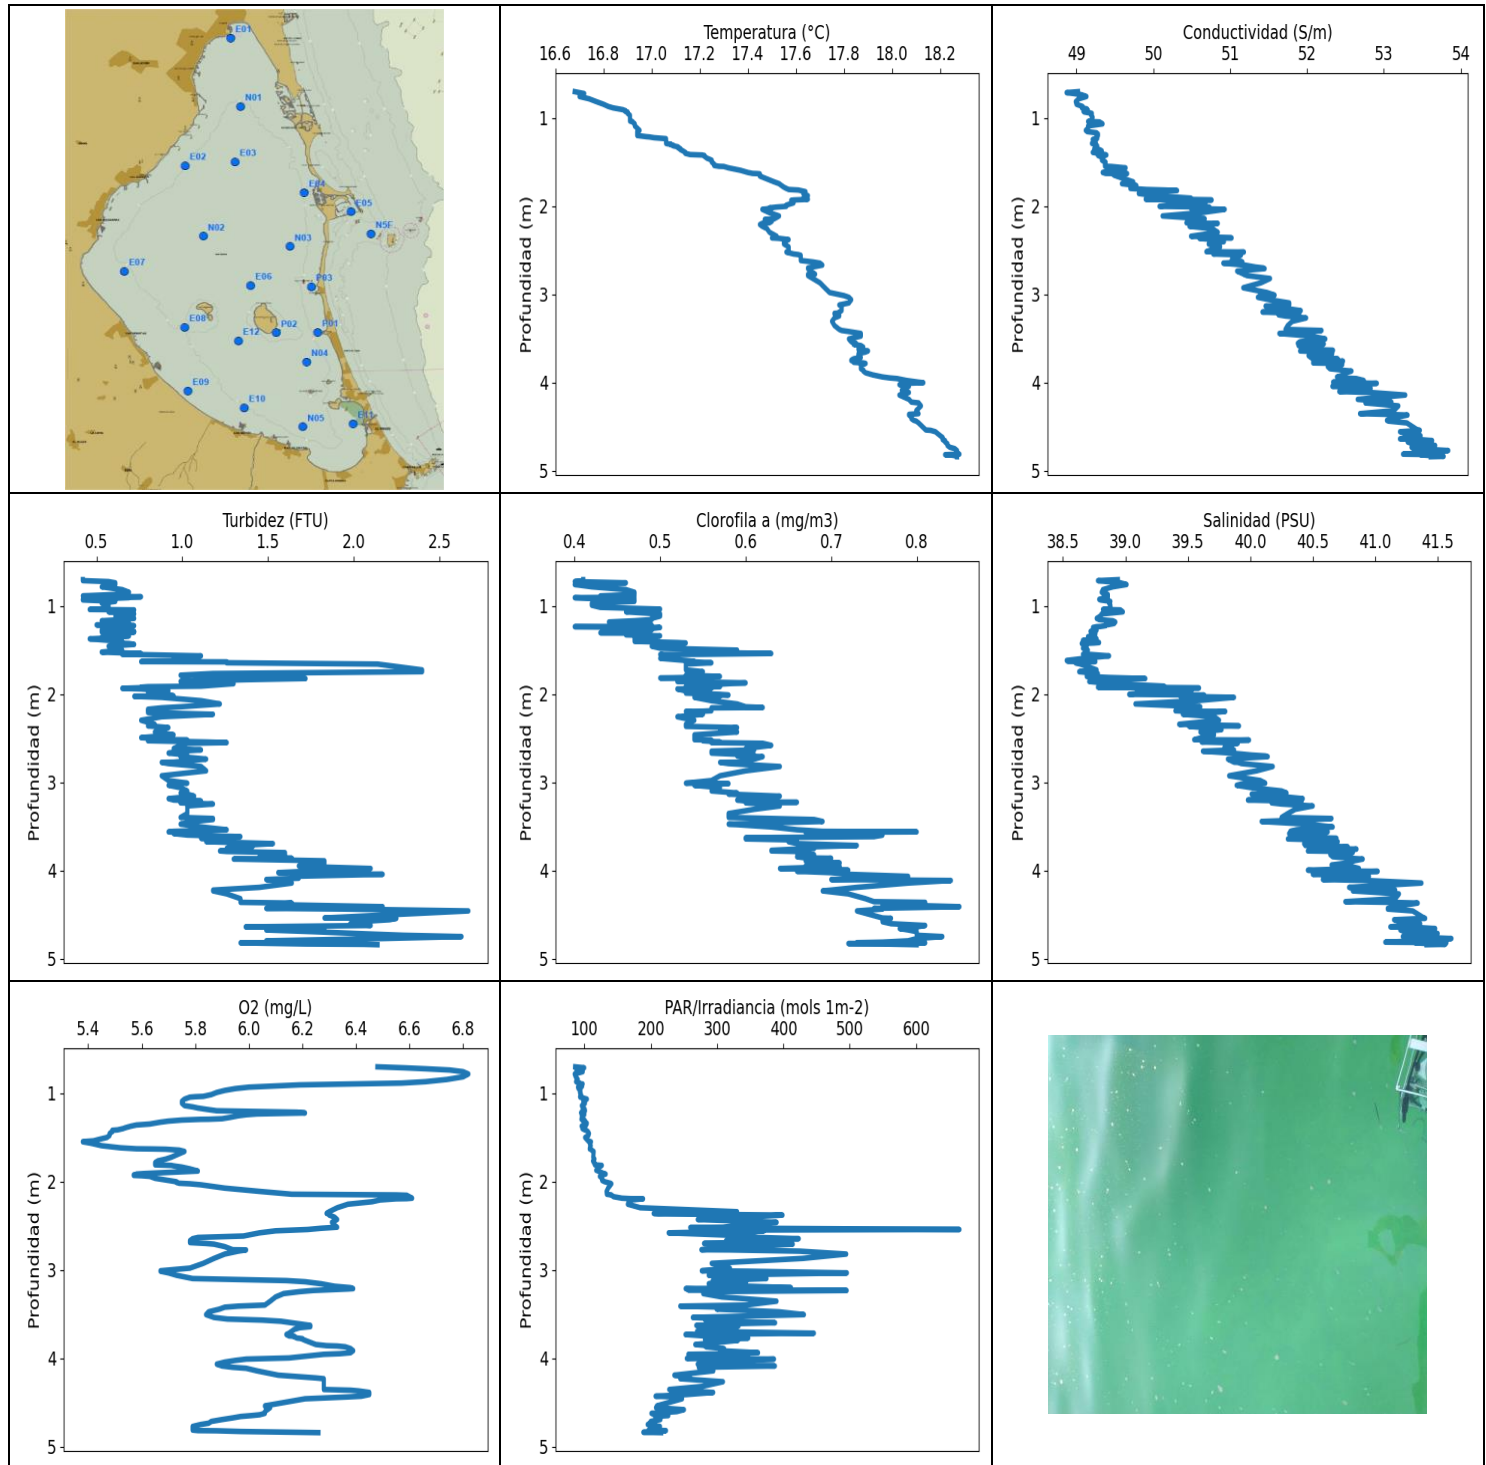 E01
N01
E02
E03
E04
E05
N5F
N02
N03
E07
E06
P03
E08
E12
P02
P01
N04
E09
E10
N05
E11
Temperatura (°C)
16.6 16.8 17.0 17.2 17.4 17.6 17.8 18.0 18.2
Profundidad (m)
1
2
3
4
5
Conductividad (S/m)
49 50 51 52 53 54
Profundidad (m)
1
2
3
4
5
Turbidez (FTU)
0.5 1.0 1.5 2.0 2.5
Profundidad (m)
1
2
3
4
5
Clorofila a (mg/m3)
0.4 0.5 0.6 0.7 0.8
Profundidad (m)
1
2
3
4
5
Salinidad (PSU)
38.5 39.0 39.5 40.0 40.5 41.0 41.5
Profundidad (m)
1
2
3
4
5
O2 (mg/L)
5.4 5.6 5.8 6.0 6.2 6.4 6.6 6.8
Profundidad (m)
1
2
3
4
5
PAR/Irradiancia (mols 1m-2)
100 200 300 400 500 600
Profundidad (m)
1
2
3
4
5